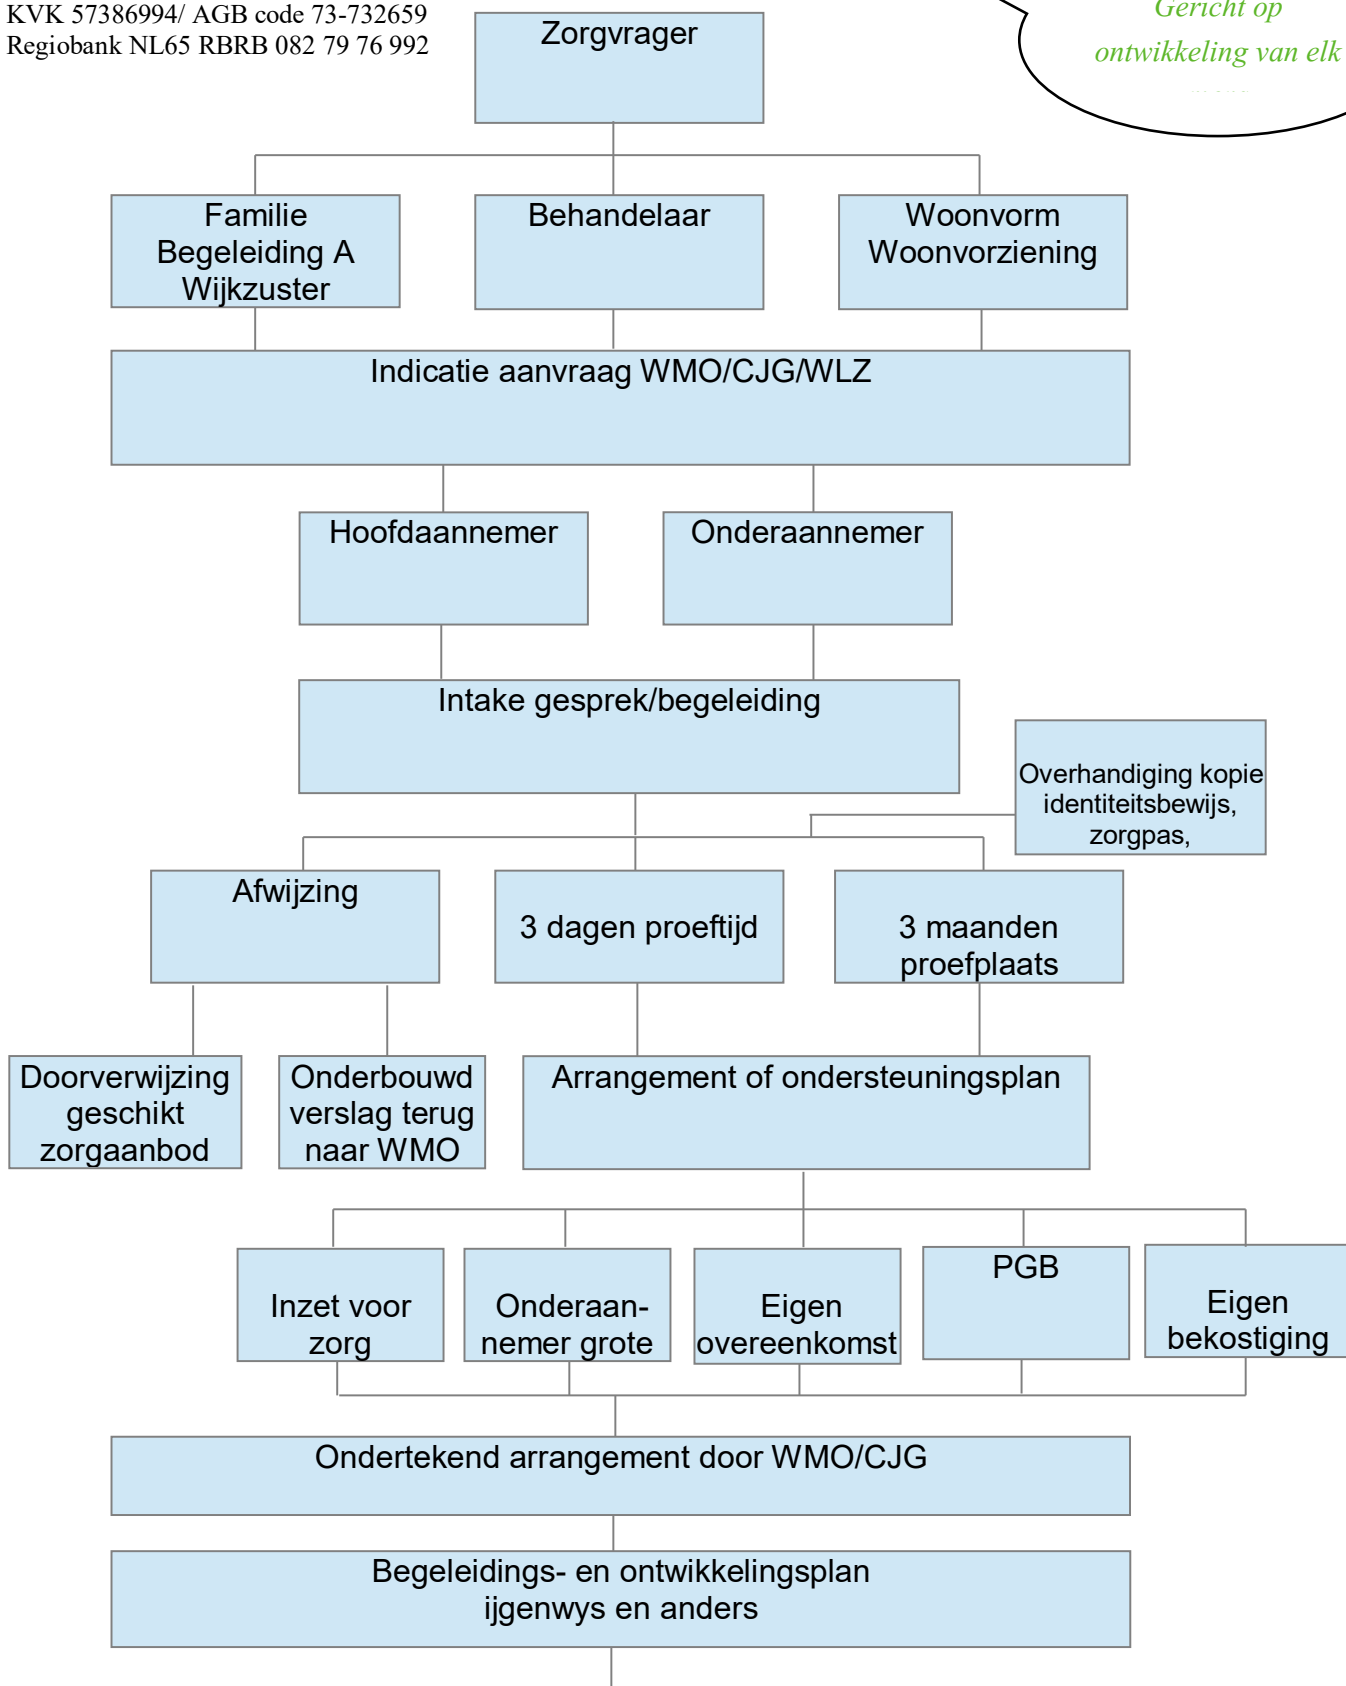 KVK 57386994/ AGB code 73-732659
Regiobank NL65 RBRB 082 79 76 992
Gericht op
ontwikkeling van elk
Zorgvrager
Familie
Begeleiding A
Wijkzuster
Behandelaar
Woonvorm
Woonvorziening
Indicatie aanvraag WMO/CJG/WLZ
Hoofdaannemer
Onderaannemer
Intake gesprek/begeleiding
Overhandiging kopie
identiteitsbewijs,
zorgpas,
Afwijzing
3 dagen proeftijd
3 maanden
proefplaats
Doorverwijzing
geschikt
zorgaanbod
Onderbouwd
verslag terug
naar WMO
Arrangement of ondersteuningsplan
Inzet voor
zorg
Onderaan-
nemer grote
Eigen
overeenkomst
PGB
Eigen
bekostiging
Ondertekend arrangement door WMO/CJG
Begeleidings- en ontwikkelingsplan
ijgenwys en anders